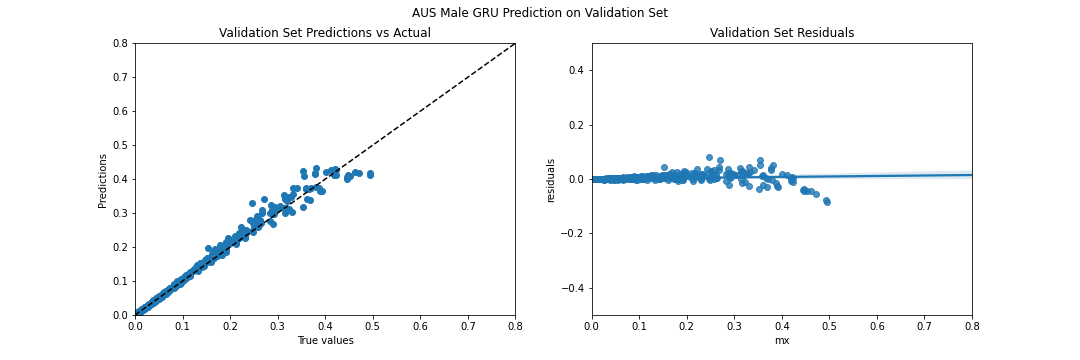 AUS Male GRU Prediction on Validation Set
Validation Set Predictions vs Actual
0.8
0.7
0.6
0.5
0.4
0.3
0.2
0.1
0.0
Predictions
0.0 0.1 0.2 0.3 0.4 0.5 0.6 0.7 0.8
True values
Validation Set Residuals
0.4
0.2
0.0
−0.2
−0.4
residuals
0.0 0.1 0.2 0.3 0.4 0.5 0.6 0.7 0.8
mx